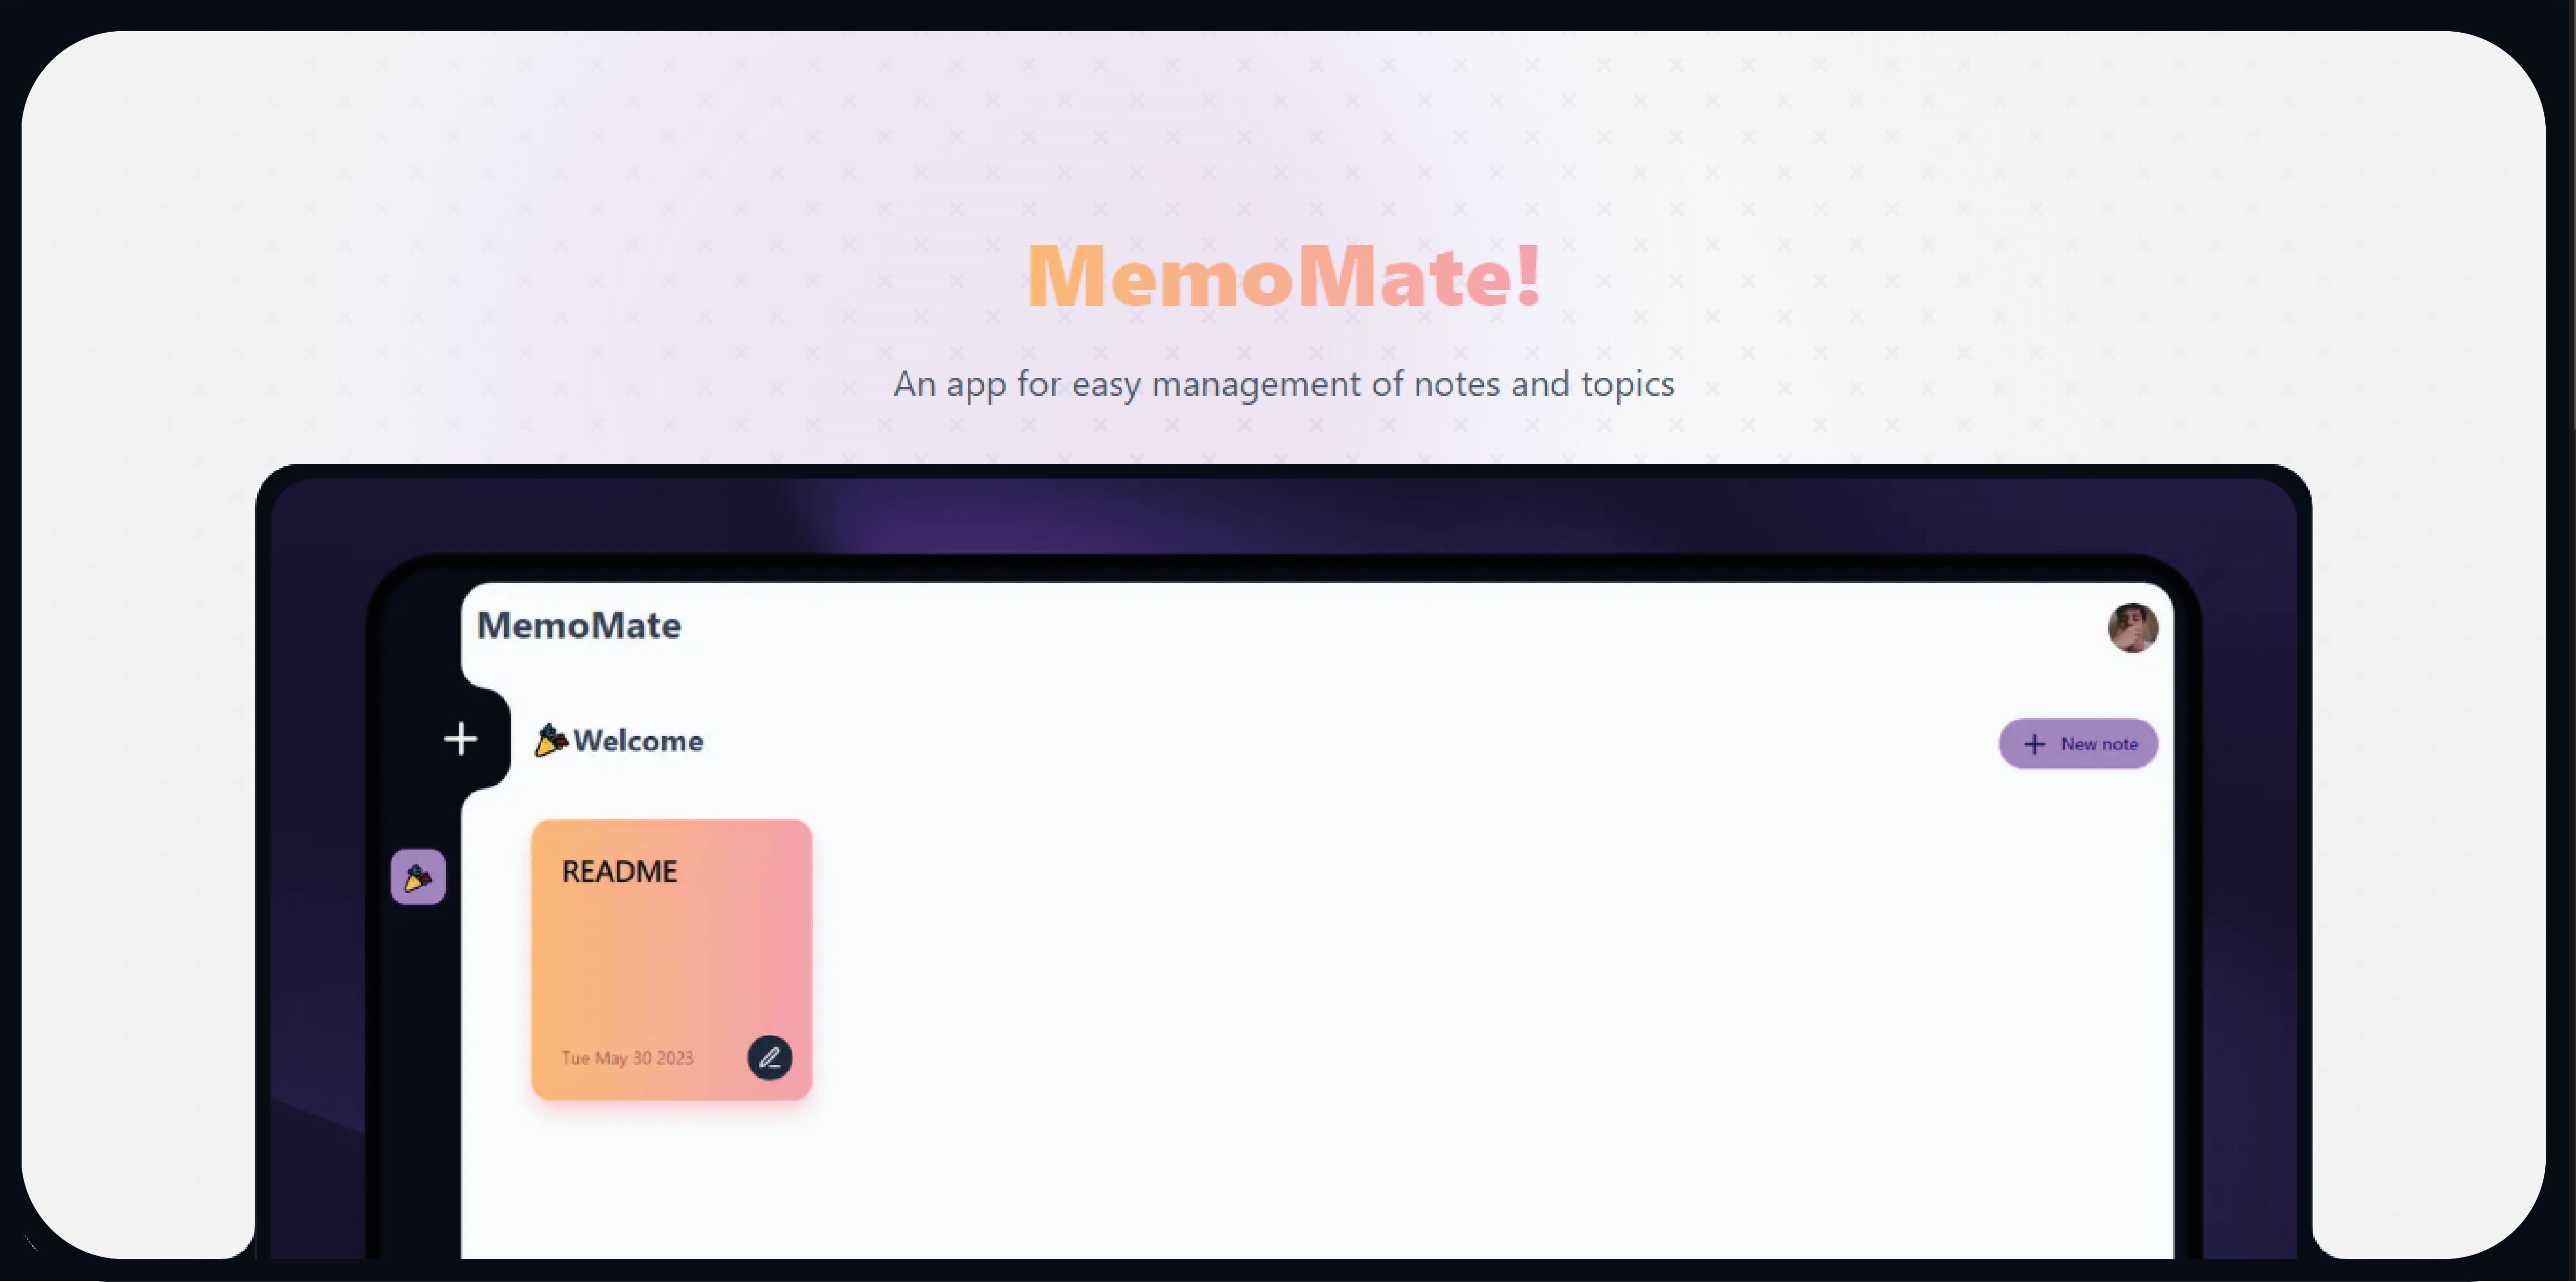 MemoMate!
An app for easy management of notes and topics
MemoMate
🎉Welcome
+ New note
README
Tue May 30 2023